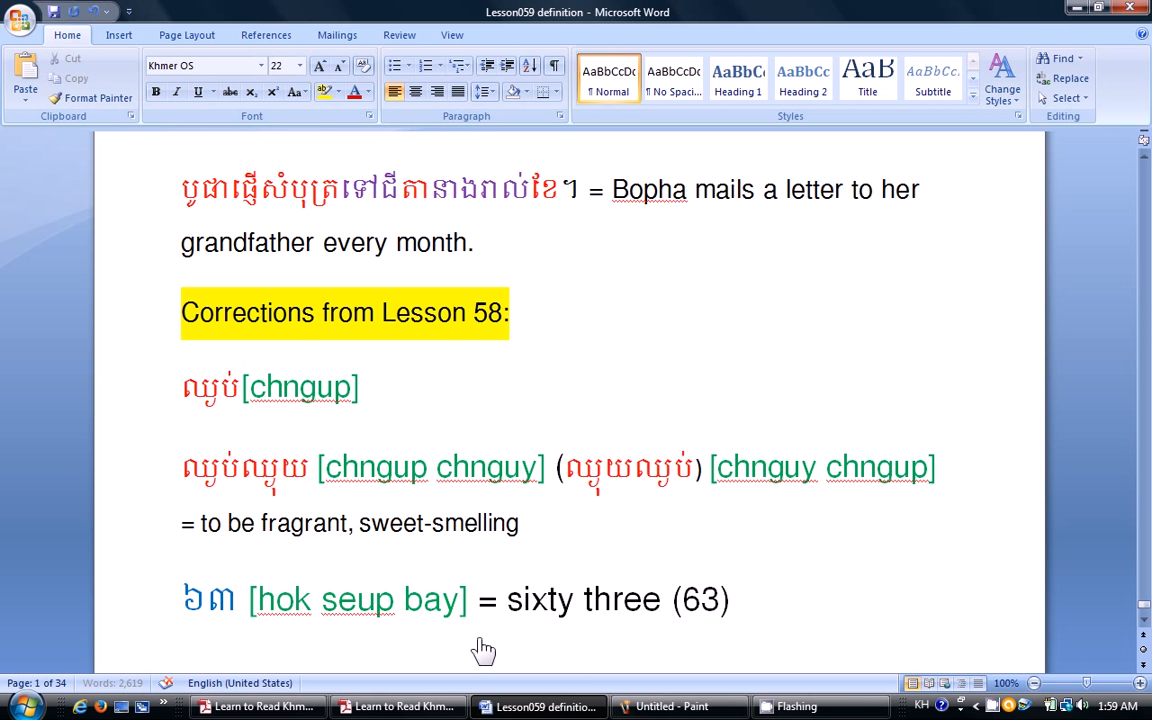 Lesson059 definition - Microsoft Word
Home Insert Page Layout References Mailings Review View
Paste Cut Copy Format Painter Clipboard
Khmer OS 22 Font
Paragraph
AaBbCcDc ¶ Normal AaBbCcDc ¶ No Spaci... AaBbCc Heading 1 AaBbCc Heading 2 AaB Title AaBbCc. Subtitle Change Styles Styles
Find Replace Select Editing
បូផាផ្ញើសំបុត្រទៅជីតានាងរាល់ខែ។ = Bopha mails a letter to her
grandfather every month.
Corrections from Lesson 58:
ឈ្ងប់[chngup]
ឈ្ងប់ឈ្ងុយ [chngup chnguy] (ឈ្ងុយឈ្ងប់) [chnguy chngup]
= to be fragrant, sweet-smelling
៦៣ [hok seup bay] = sixty three (63)
Page: 1 of 34 Words: 2,619 English (United States) 100%
Learn to Read Khm... Learn to Read Khm... Lesson059 definitio... Untitled - Paint Flashing KH 1:59 AM